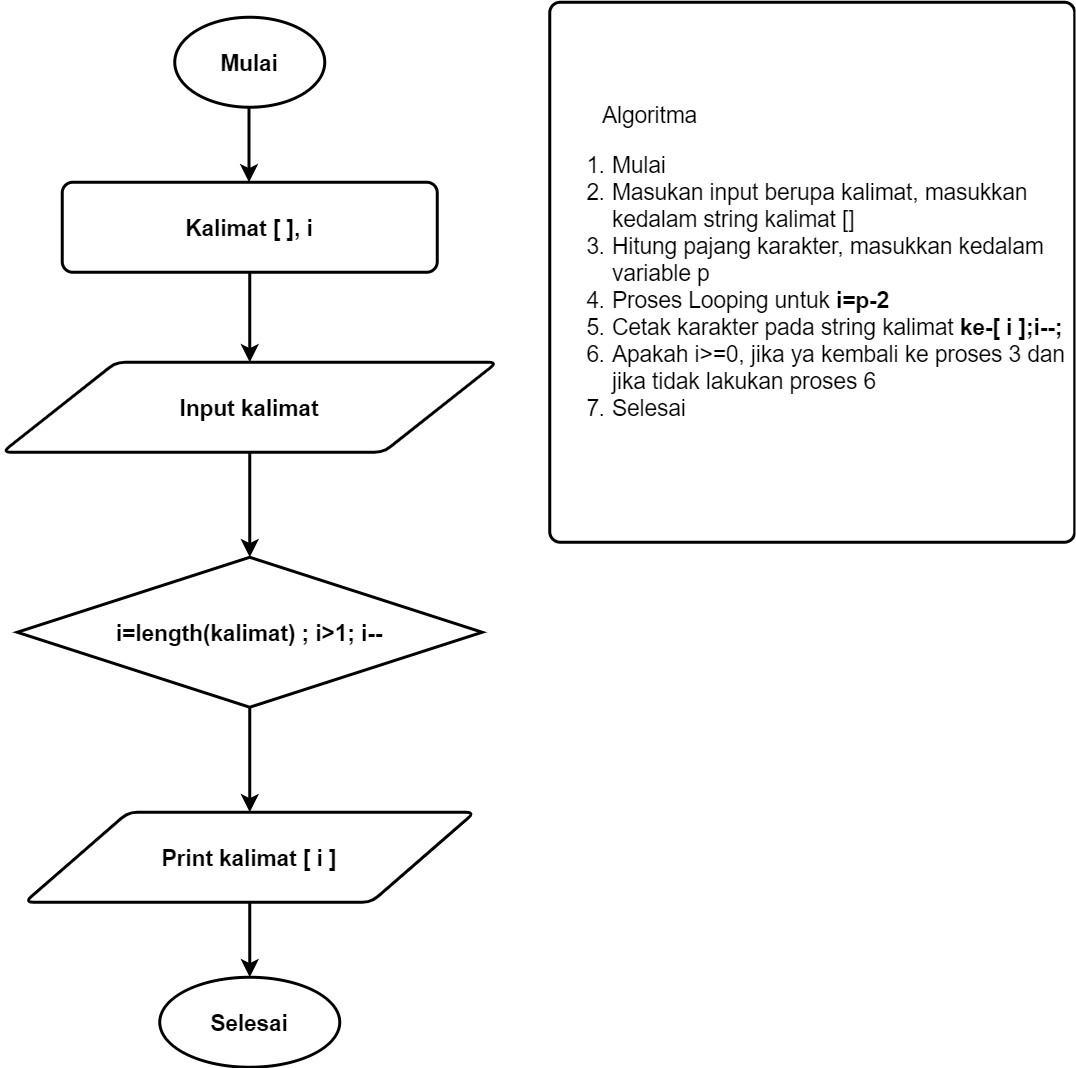 Mulai
Kalimat [ ], i
Input kalimat
i=length(kalimat) ; i>1; i--
Print kalimat [ i ]
Selesai
Algoritma
1. Mulai
2. Masukan input berupa kalimat, masukkan
kedalam string kalimat []
3. Hitung pajang karakter, masukkan kedalam
variable p
4. Proses Looping untuk i=p-2
5. Cetak karakter pada string kalimat ke-[ i ];i--;
6. Apakah i>=0, jika ya kembali ke proses 3 dan
jika tidak lakukan proses 6
7. Selesai